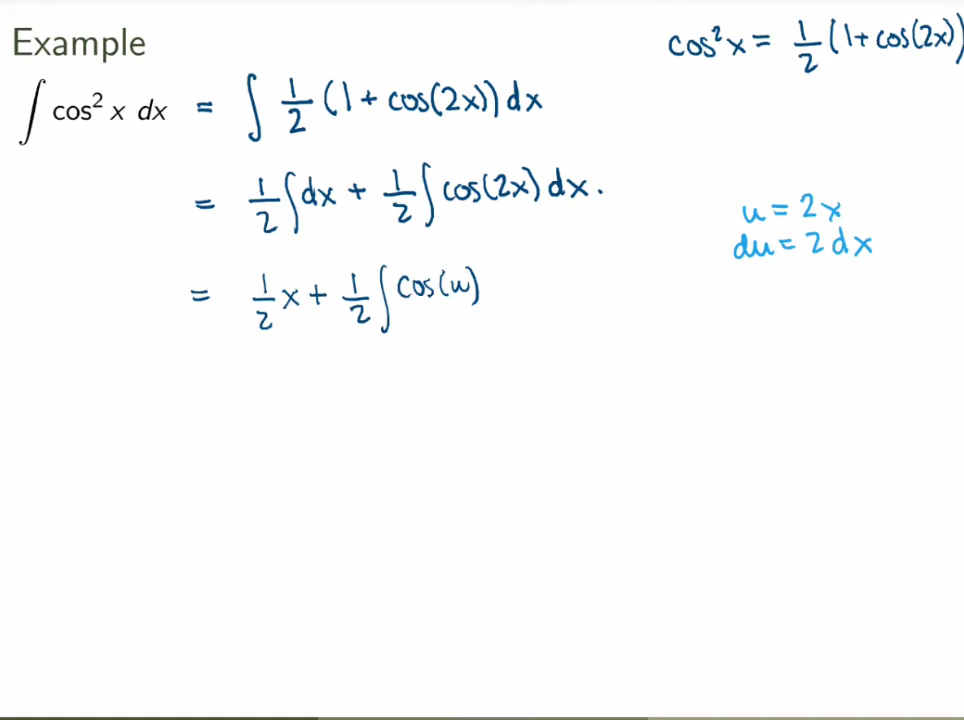 Example
cos²x = 1/2 (1 + cos(2x))
∫ cos² x dx = ∫ 1/2 (1 + cos(2x)) dx
= 1/2 ∫ dx + 1/2 ∫ cos(2x) dx.
u = 2x
du = 2 dx
= 1/2 x + 1/2 ∫ cos(u)